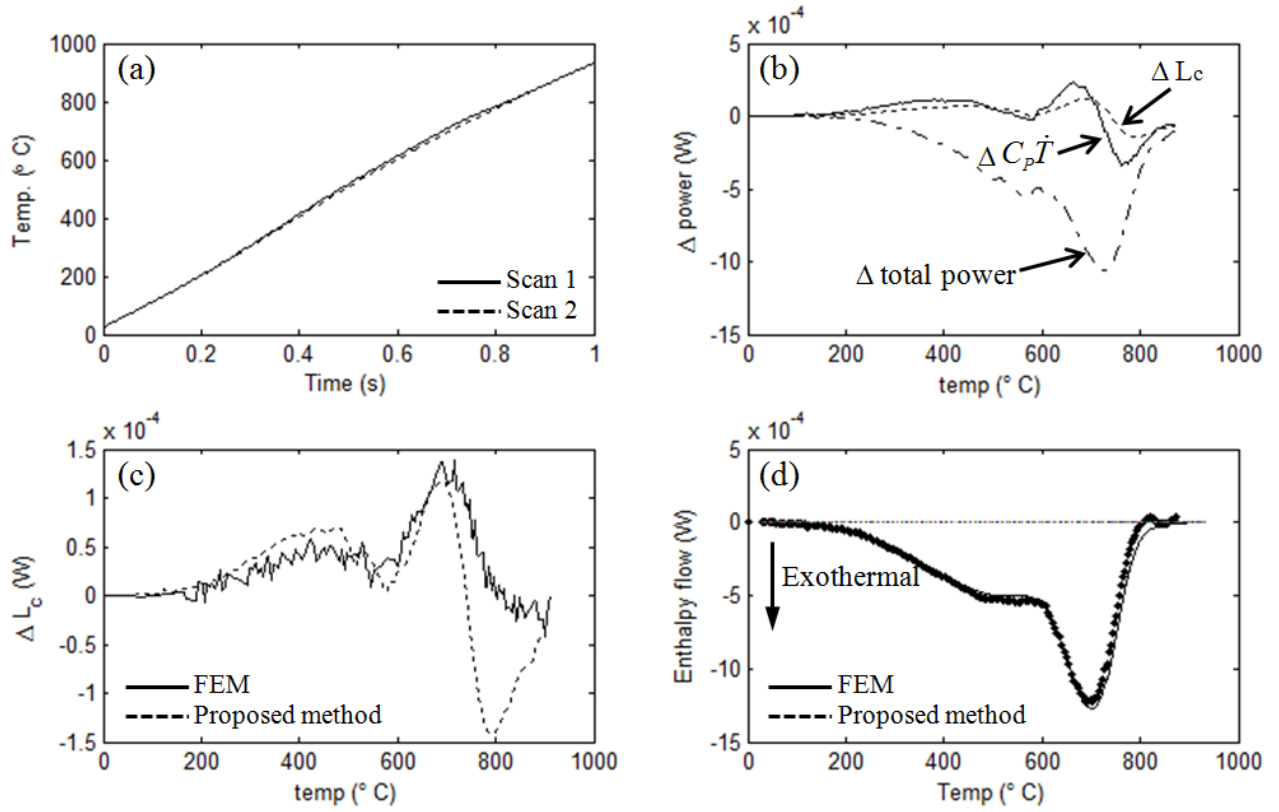 (a)
1000
800
600
400
200
0
Temp. (º C)
Scan 1
Scan 2
0 0.2 0.4 0.6 0.8 1
Time (s)
x 10⁻⁴
(b)
5
0
-5
-10
-15
Δ power (W)
Δ Lc
Δ C_P Ṫ
Δ total power
0 200 400 600 800 1000
temp (° C)
x 10⁻⁴
(c)
1.5
1
0.5
0
-0.5
-1
-1.5
Δ L_c (W)
FEM
Proposed method
0 200 400 600 800 1000
temp (° C)
x 10⁻⁴
(d)
5
0
-5
-10
-15
Enthalpy flow (W)
Exothermal
FEM
Proposed method
0 200 400 600 800 1000
Temp (° C)